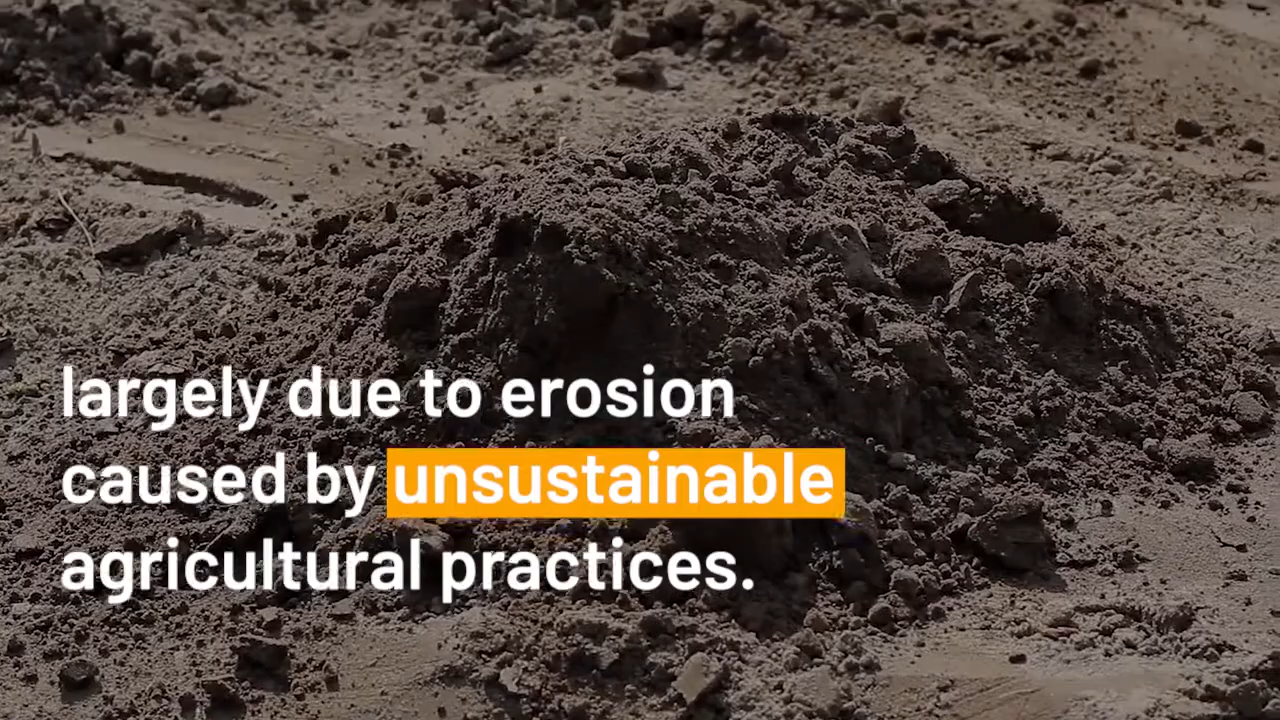 largely due to erosion
caused by unsustainable
agricultural practices.